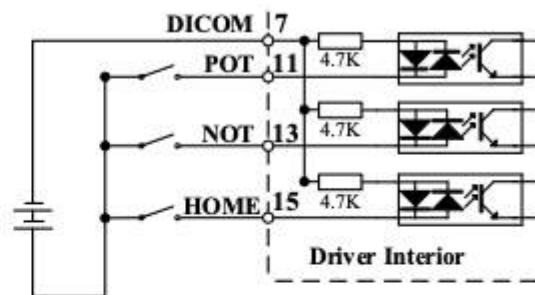 DICOM 7
4.7K
POT 11
NOT 13
4.7K
HOME 15
4.7K
Driver Interior